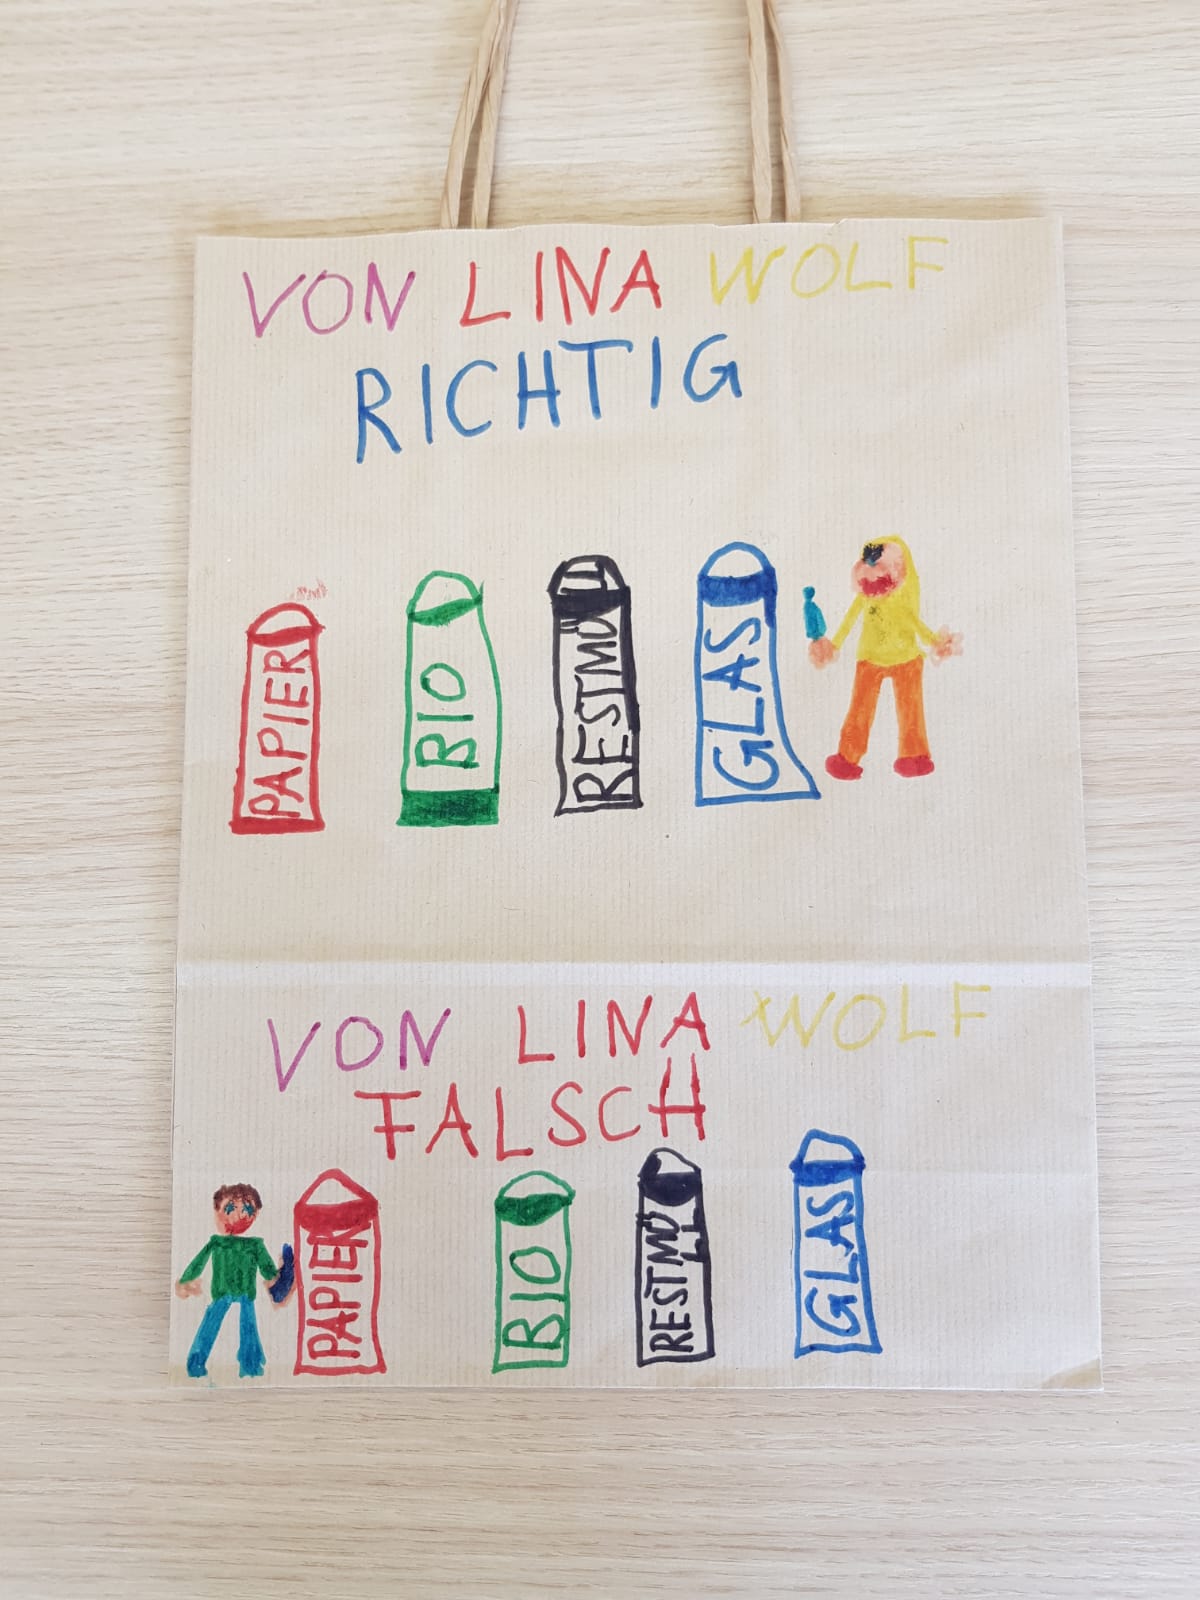 VON LINA WOLF
RICHTIG
PAPIER
BIO
RESTMÜLL
GLAS
VON LINA WOLF
FALSCH
PAPIER
BIO
RESTMÜLL
GLAS